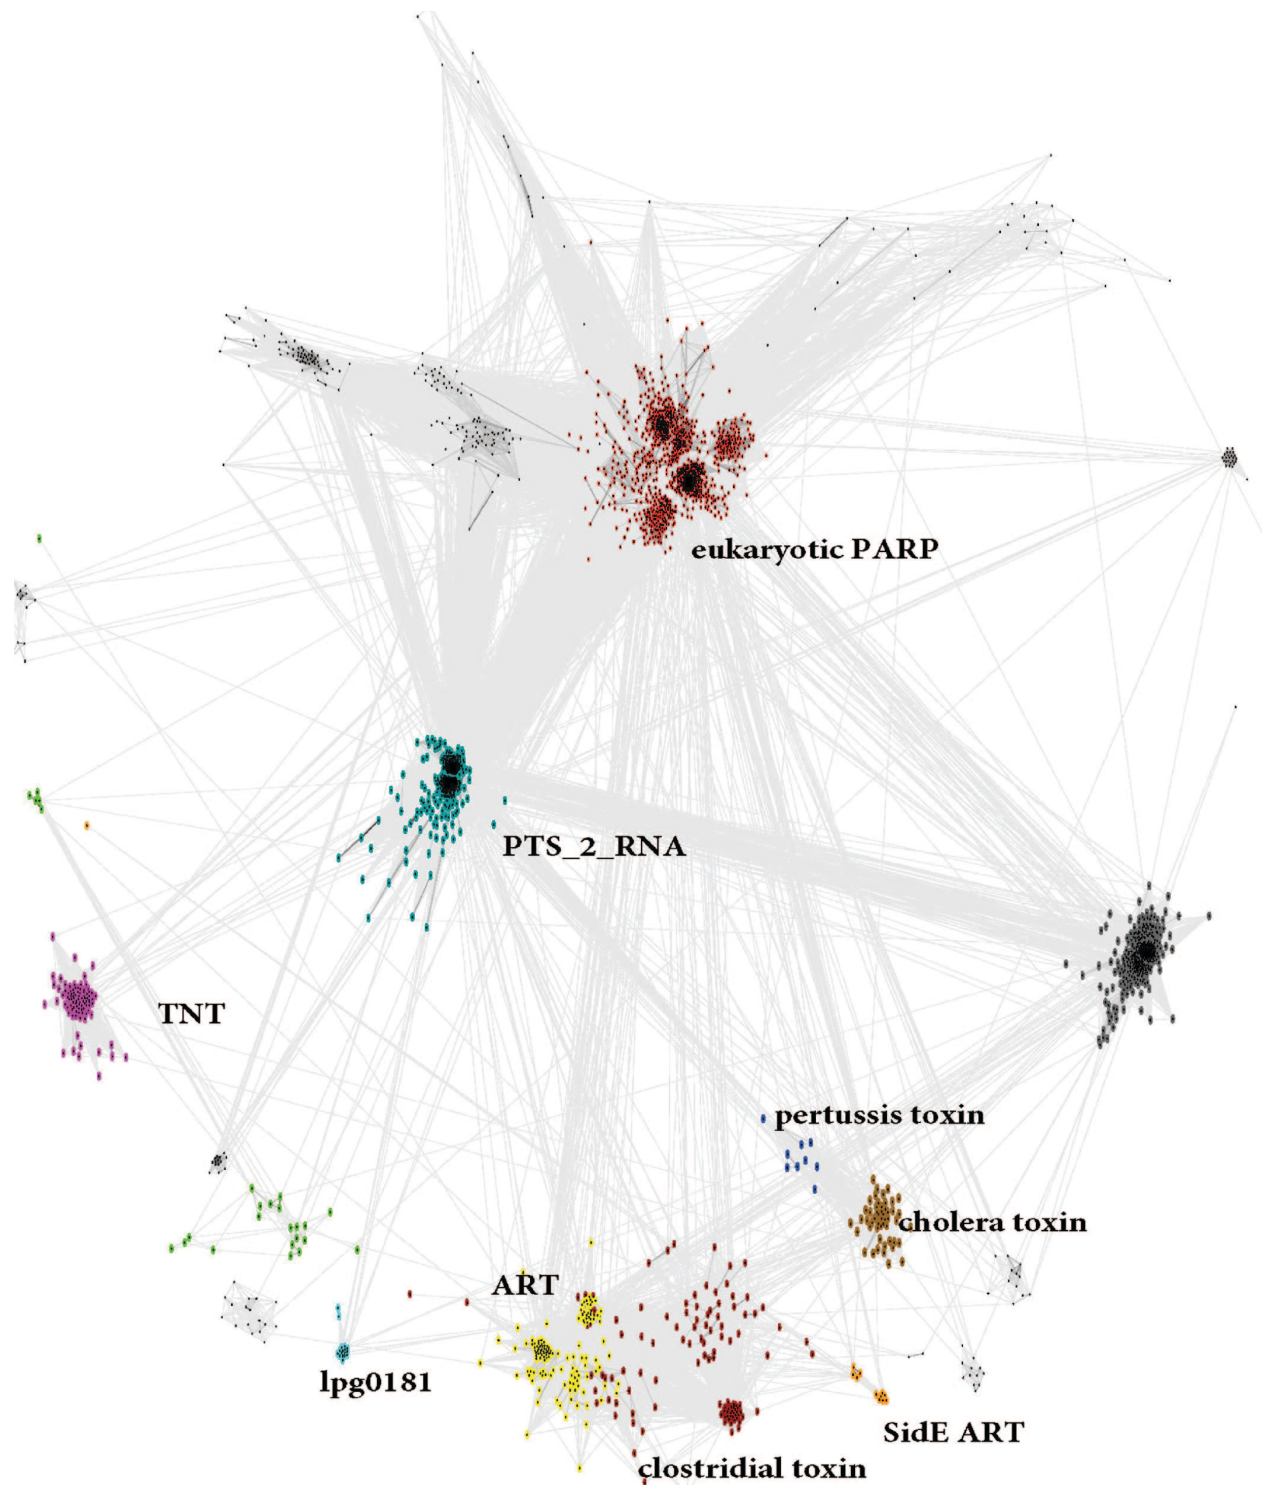 eukaryotic PARP
PTS_2_RNA
TNT
pertussis toxin
cholera toxin
ART
lpg0181
SidE ART
clostridial toxin